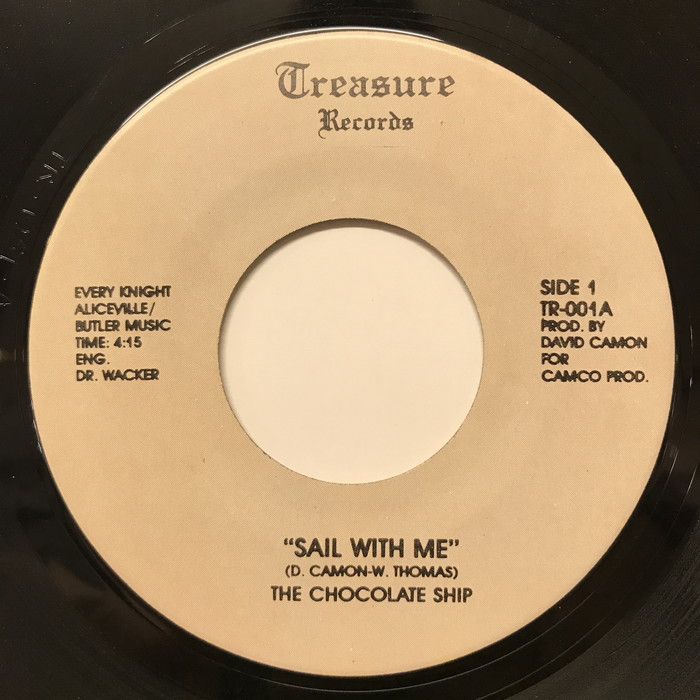 Treasure
Records
EVERY KNIGHT
ALICEVILLE/
BUTLER MUSIC
TIME: 4:15
ENG.
DR. WACKER
SIDE 1
TR-001A
PROD. BY
DAVID CAMON
FOR
CAMCO PROD.
"SAIL WITH ME"
(D. CAMON-W. THOMAS)
THE CHOCOLATE SHIP